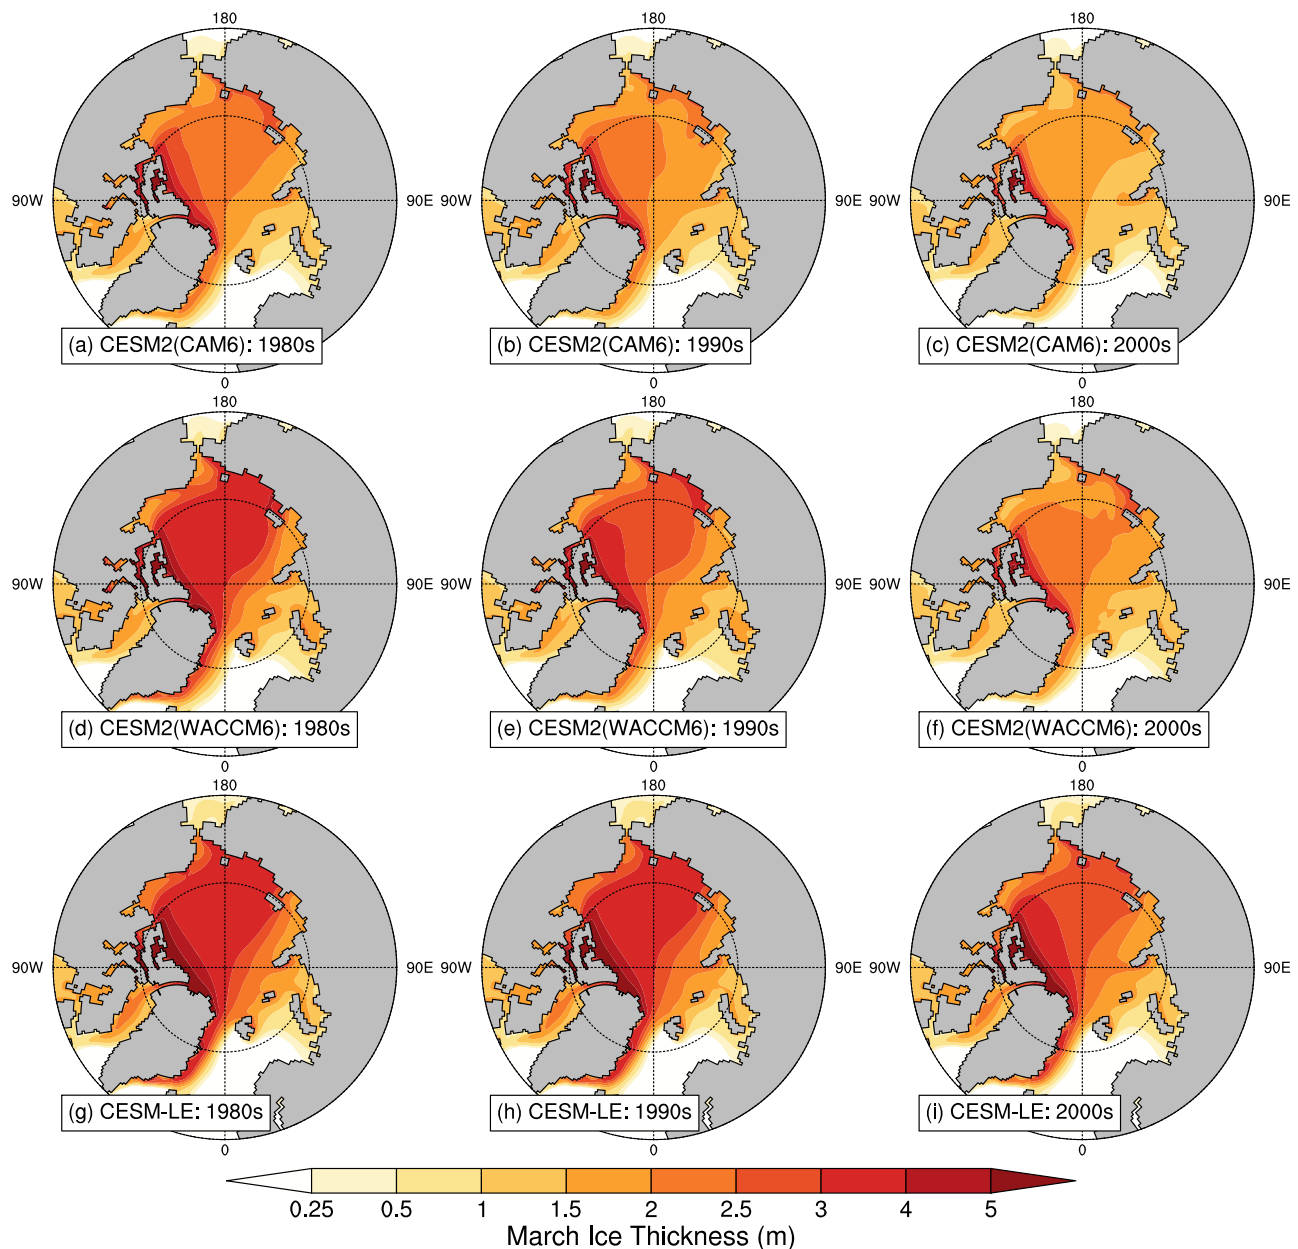 180 180 180
90W 90E 90W 90E 90W 90E
(a) CESM2(CAM6): 1980s (b) CESM2(CAM6): 1990s (c) CESM2(CAM6): 2000s
0 0 0
180 180 180
90W 90E 90W 90E 90W 90E
(d) CESM2(WACCM6): 1980s (e) CESM2(WACCM6): 1990s (f) CESM2(WACCM6): 2000s
0 0 0
180 180 180
90W 90E 90W 90E 90W 90E
(g) CESM-LE: 1980s (h) CESM-LE: 1990s (i) CESM-LE: 2000s
0 0 0
0.25 0.5 1 1.5 2 2.5 3 4 5
March Ice Thickness (m)